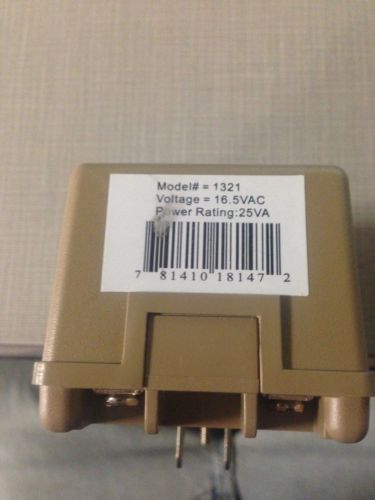 Model# = 1321
Voltage = 16.5VAC
Power Rating:25VA
7 81410 18147 2